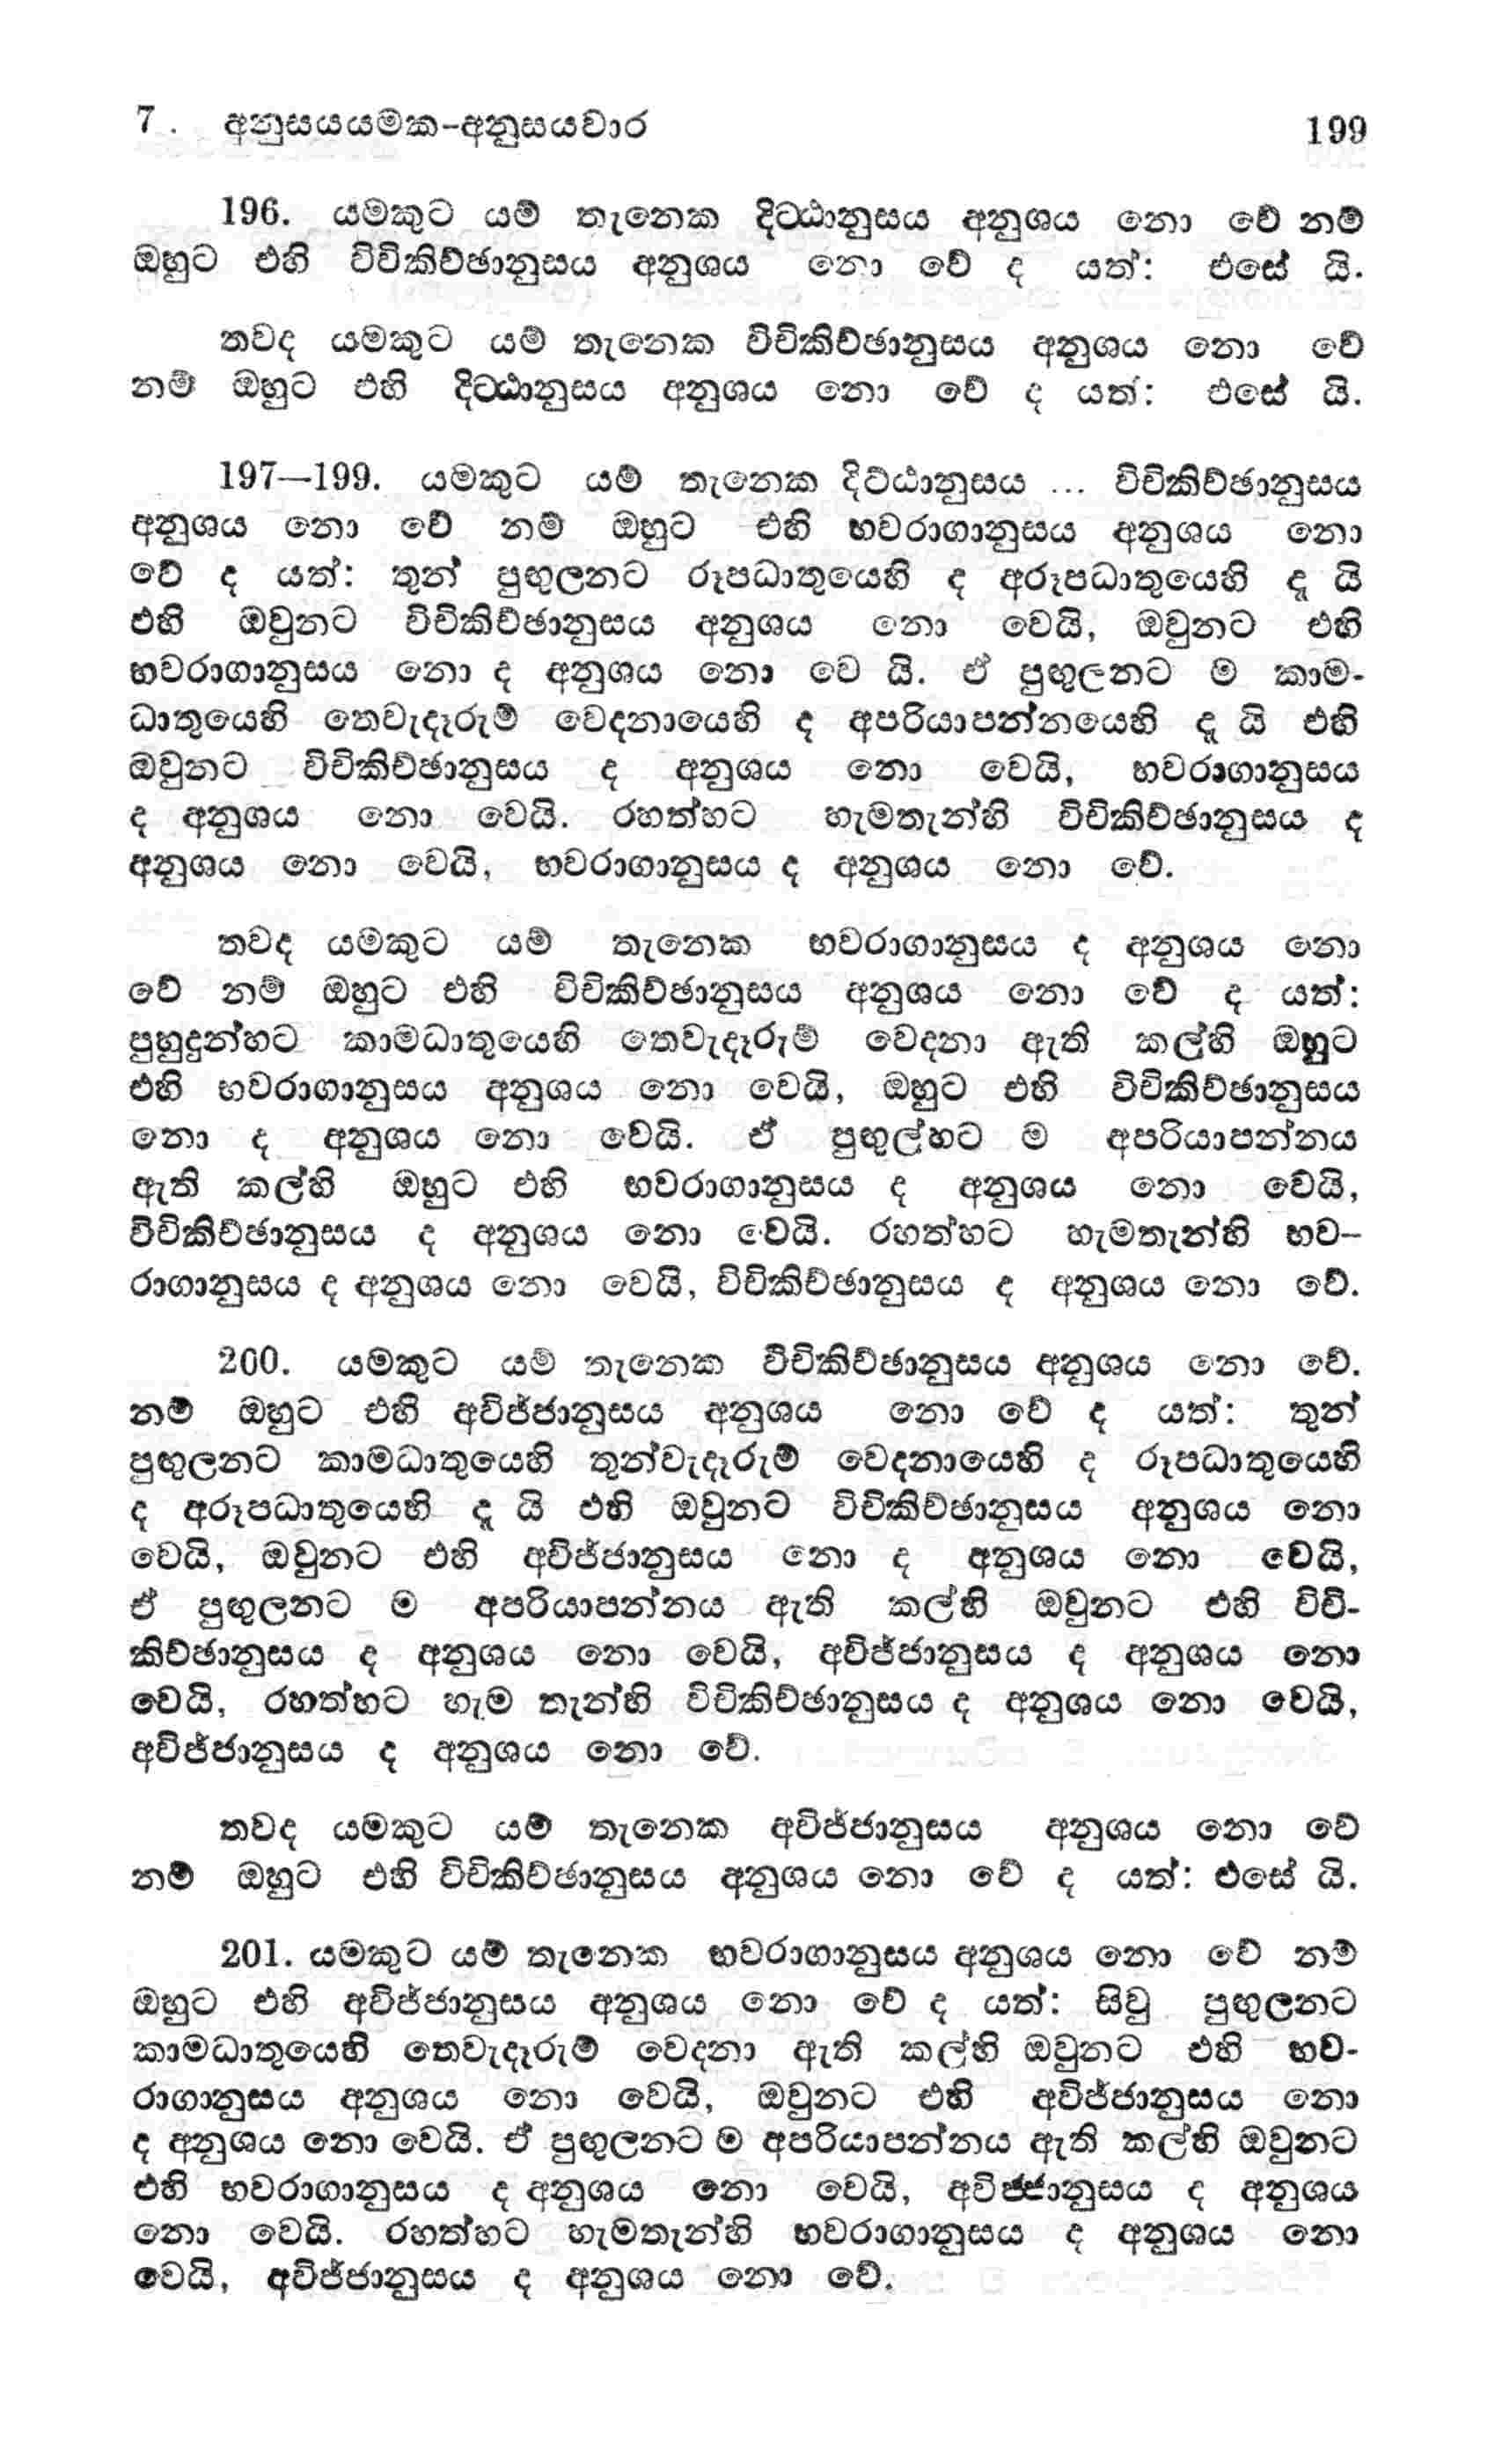 7 . අනුසයයමක-අනුසයවාර 199
196. යමකුට යම් තැනෙක දිට්ඨානුසය අනුශය නො වේ නම්
ඔහුට එහි විචිකිච්ඡානුසය අනුශය නො වේ ද යත්: එසේ යි.
තවද යමකුට යම් තැනෙක විචිකිච්ඡානුසය අනුශය නො වේ
නම් ඔහුට එහි දිට්ඨානුසය අනුශය නො වේ ද යත්: එසේ යි.
197—199. යමකුට යම් තැනෙක දිට්ඨානුසය ... විචිකිච්ඡානුසය
අනුශය නො වේ නම් ඔහුට එහි භවරාගානුසය අනුශය නො
වේ ද යත්: තුන් පුඟුලනට රූපධාතුයෙහි ද අරූපධාතුයෙහි දූ යි
එහි ඔවුනට විචිකිච්ඡානුසය අනුශය නො වෙයි, ඔවුනට එහි
භවරාගානුසය නො ද අනුශය නො වෙ යි. ඒ පුඟුලනට ම කාම-
ධාතුයෙහි තෙවැදෑරුම් වෙදනායෙහි ද අපරියාපන්නයෙහි දූ යි එහි
ඔවුනට විචිකිච්ඡානුසය ද අනුශය නො වෙයි, භවරාගානුසය
ද අනුශය නො වෙයි. රහත්හට හැමතැන්හි විචිකිච්ඡානුසය ද
අනුශය නො වෙයි, භවරාගානුසය ද අනුශය නො වේ.
තවද යමකුට යම් තැනෙක භවරාගානුසය ද අනුශය නො
වේ නම් ඔහුට එහි විචිකිච්ඡානුසය අනුශය නො වේ ද යත්:
පුහුදුන්හට කාමධාතුයෙහි තෙවැදෑරුම් වෙදනා ඇති කල්හි ඔහුට
එහි භවරාගානුසය අනුශය නො වෙයි, ඔහුට එහි විචිකිච්ඡානුසය
නො ද අනුශය නො වෙයි. ඒ පුඟුල්හට ම අපරියාපන්නය
ඇති කල්හි ඔහුට එහි භවරාගානුසය ද අනුශය නො වෙයි,
විචිකිච්ඡානුසය ද අනුශය නො වෙයි. රහත්හට හැමතැන්හි භව-
රාගානුසය ද අනුශය නො වෙයි, විචිකිච්ඡානුසය ද අනුශය නො වේ.
200. යමකුට යම් තැනෙක විචිකිච්ඡානුසය අනුශය නො වේ.
නම් ඔහුට එහි අවිජ්ජානුසය අනුශය නො වේ ද යත්: තුන්
පුඟුලනට කාමධාතුයෙහි තුන්වැදෑරුම් වෙදනායෙහි ද රූපධාතුයෙහි
ද අරූපධාතුයෙහි දූ යි එහි ඔවුනට විචිකිච්ඡානුසය අනුශය නො
වෙයි, ඔවුනට එහි අවිජ්ජානුසය නො ද අනුශය නො වෙයි,
ඒ පුඟුලනට ම අපරියාපන්නය ඇති කල්හි ඔවුනට එහි විචි-
කිච්ඡානුසය ද අනුශය නො වෙයි, අවිජ්ජානුසය ද අනුශය නො
වෙයි, රහත්හට හැම තැන්හි විචිකිච්ඡානුසය ද අනුශය නො වෙයි,
අවිජ්ජානුසය ද අනුශය නො වේ.
තවද යමකුට යම් තැනෙක අවිජ්ජානුසය අනුශය නො වේ
නම් ඔහුට එහි විචිකිච්ඡානුසය අනුශය නො වේ ද යත්: එසේ යි.
201. යමකුට යම් තැනෙක භවරාගානුසය අනුශය නො වේ නම්
ඔහුට එහි අවිජ්ජානුසය අනුශය නො වේ ද යත්: සිවු පුඟුලනට
කාමධාතුයෙහි තෙවැදෑරුම් වෙදනා ඇති කල්හි ඔවුනට එහි භව-
රාගානුසය අනුශය නො වෙයි, ඔවුනට එහි අවිජ්ජානුසය නො
ද අනුශය නො වෙයි. ඒ පුඟුලනට ම අපරියාපන්නය ඇති කල්හි ඔවුනට
එහි භවරාගානුසය ද අනුශය නො වෙයි, අවිජ්ජානුසය ද අනුශය
නො වෙයි. රහත්හට හැමතැන්හි භවරාගානුසය ද අනුශය නො
වෙයි, අවිජ්ජානුසය ද අනුශය නො වේ.